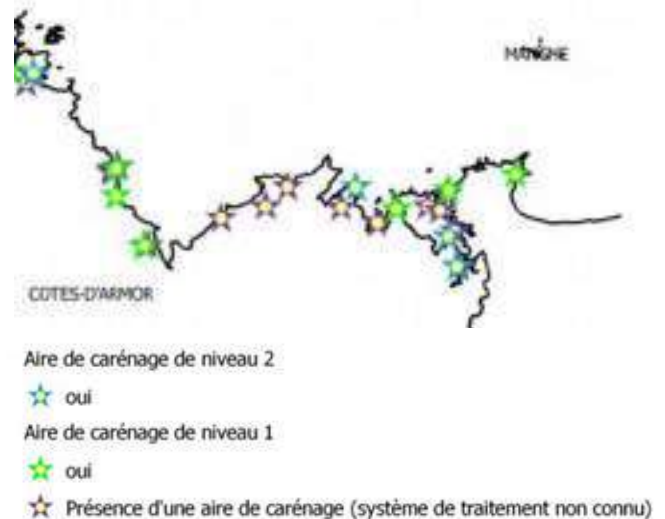 MANCHE
COTES-D'ARMOR
Aire de carénage de niveau 2
oui
Aire de carénage de niveau 1
oui
Présence d'une aire de carénage (système de traitement non connu)